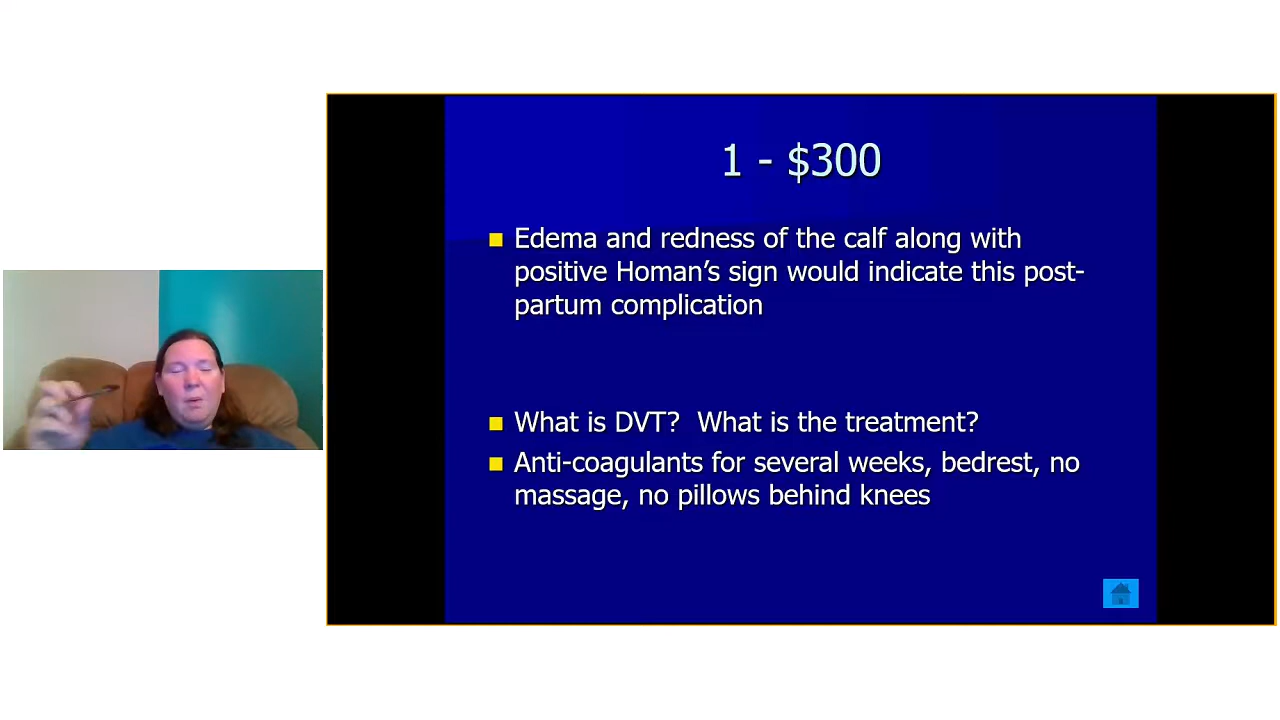 1 - $300
Edema and redness of the calf along with
positive Homan's sign would indicate this post-
partum complication
What is DVT?  What is the treatment?
Anti-coagulants for several weeks, bedrest, no
massage, no pillows behind knees